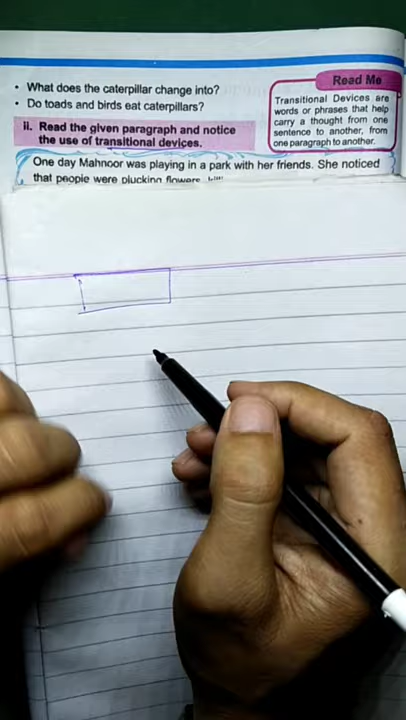 • What does the caterpillar change into?
• Do toads and birds eat caterpillars?
ii. Read the given paragraph and notice
the use of transitional devices.
Read Me
Transitional Devices are
words or phrases that help
carry a thought from one
sentence to another, from
one paragraph to another.
One day Mahnoor was playing in a park with her friends. She noticed
that people were plucking flowers